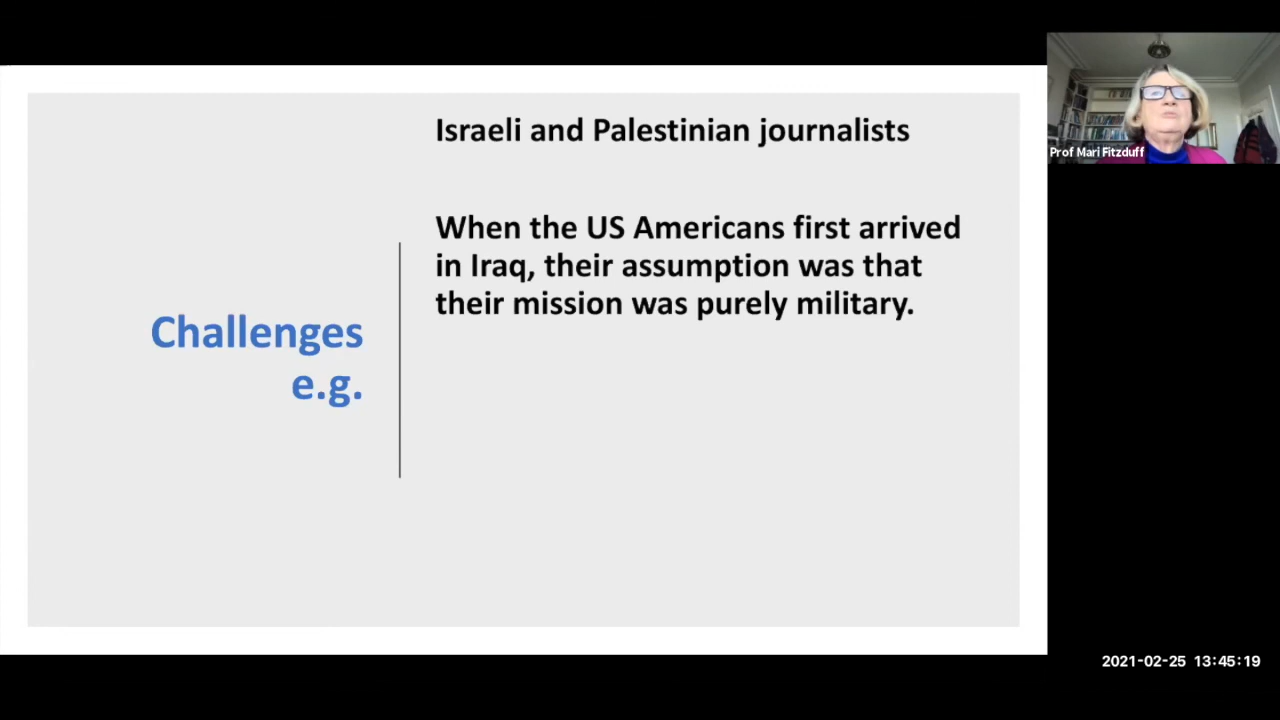 Israeli and Palestinian journalists
When the US Americans first arrived
in Iraq, their assumption was that
their mission was purely military.
Challenges
e.g.
Prof Mari Fitzduff
2021-02-25 13:45:19